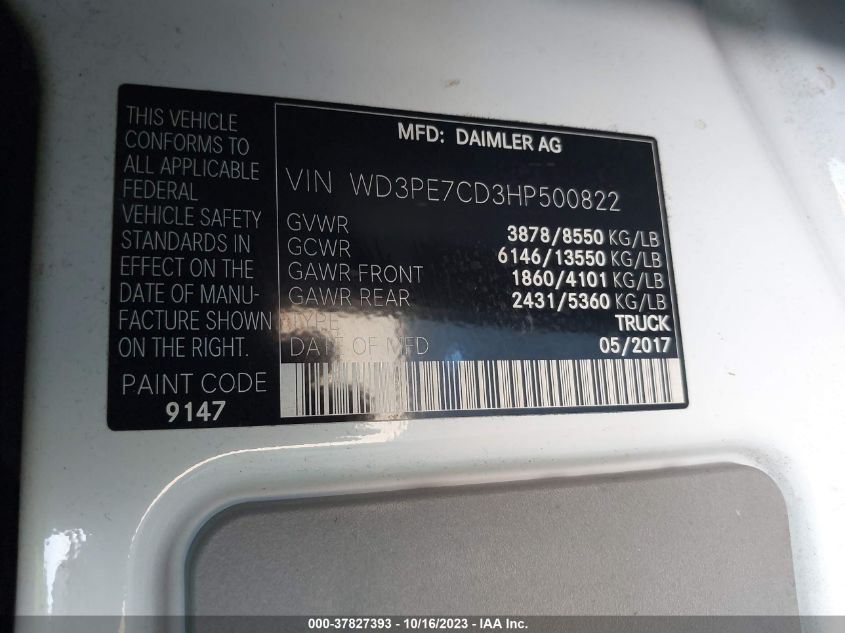 THIS VEHICLE
CONFORMS TO
ALL APPLICABLE
FEDERAL
VEHICLE SAFETY
STANDARDS IN
EFFECT ON THE
DATE OF MANU-
FACTURE SHOWN
ON THE RIGHT.
PAINT CODE
9147
MFD: DAIMLER AG
VIN WD3PE7CD3HP500822
GVWR 3878/8550 KG/LB
GCWR 6146/13550 KG/LB
GAWR FRONT 1860/4101 KG/LB
GAWR REAR 2431/5360 KG/LB
TYPE TRUCK
DATE OF MFD 05/2017
000-37827393 - 10/16/2023 - IAA Inc.